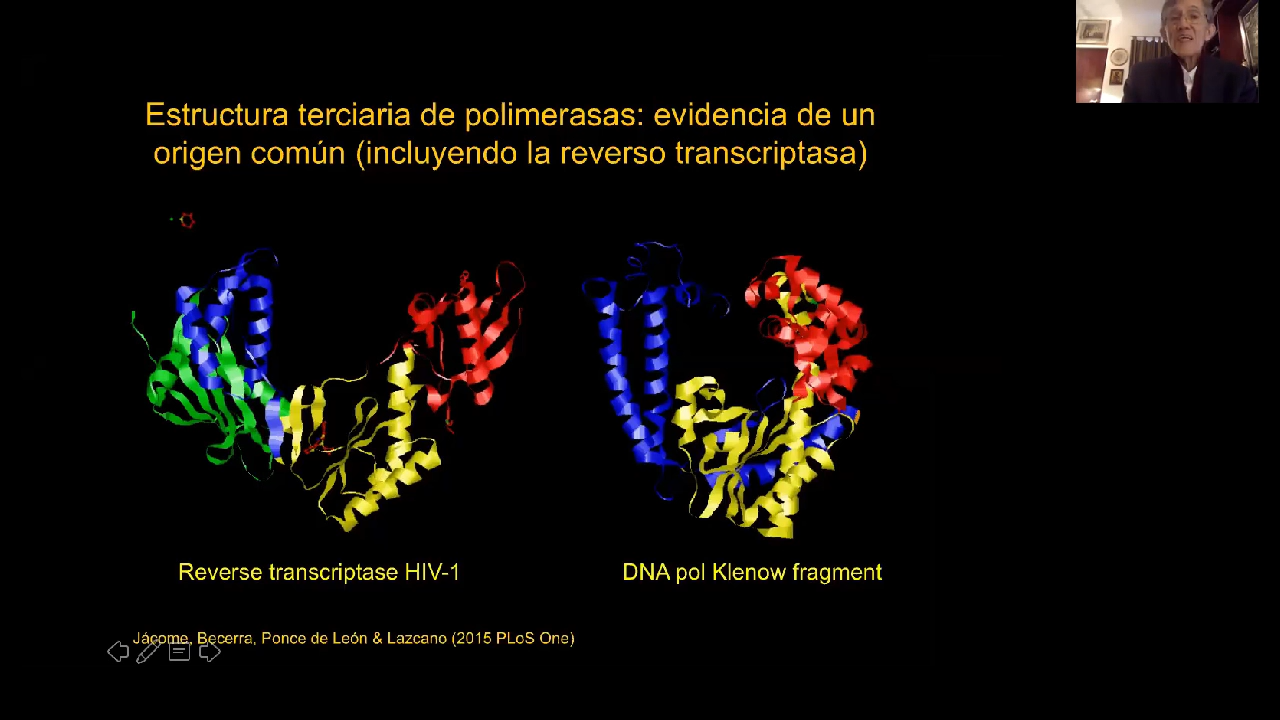 Estructura terciaria de polimerasas: evidencia de un
origen común (incluyendo la reverso transcriptasa)
Reverse transcriptase HIV-1
DNA pol Klenow fragment
Jácome, Becerra, Ponce de León & Lazcano (2015 PLoS One)